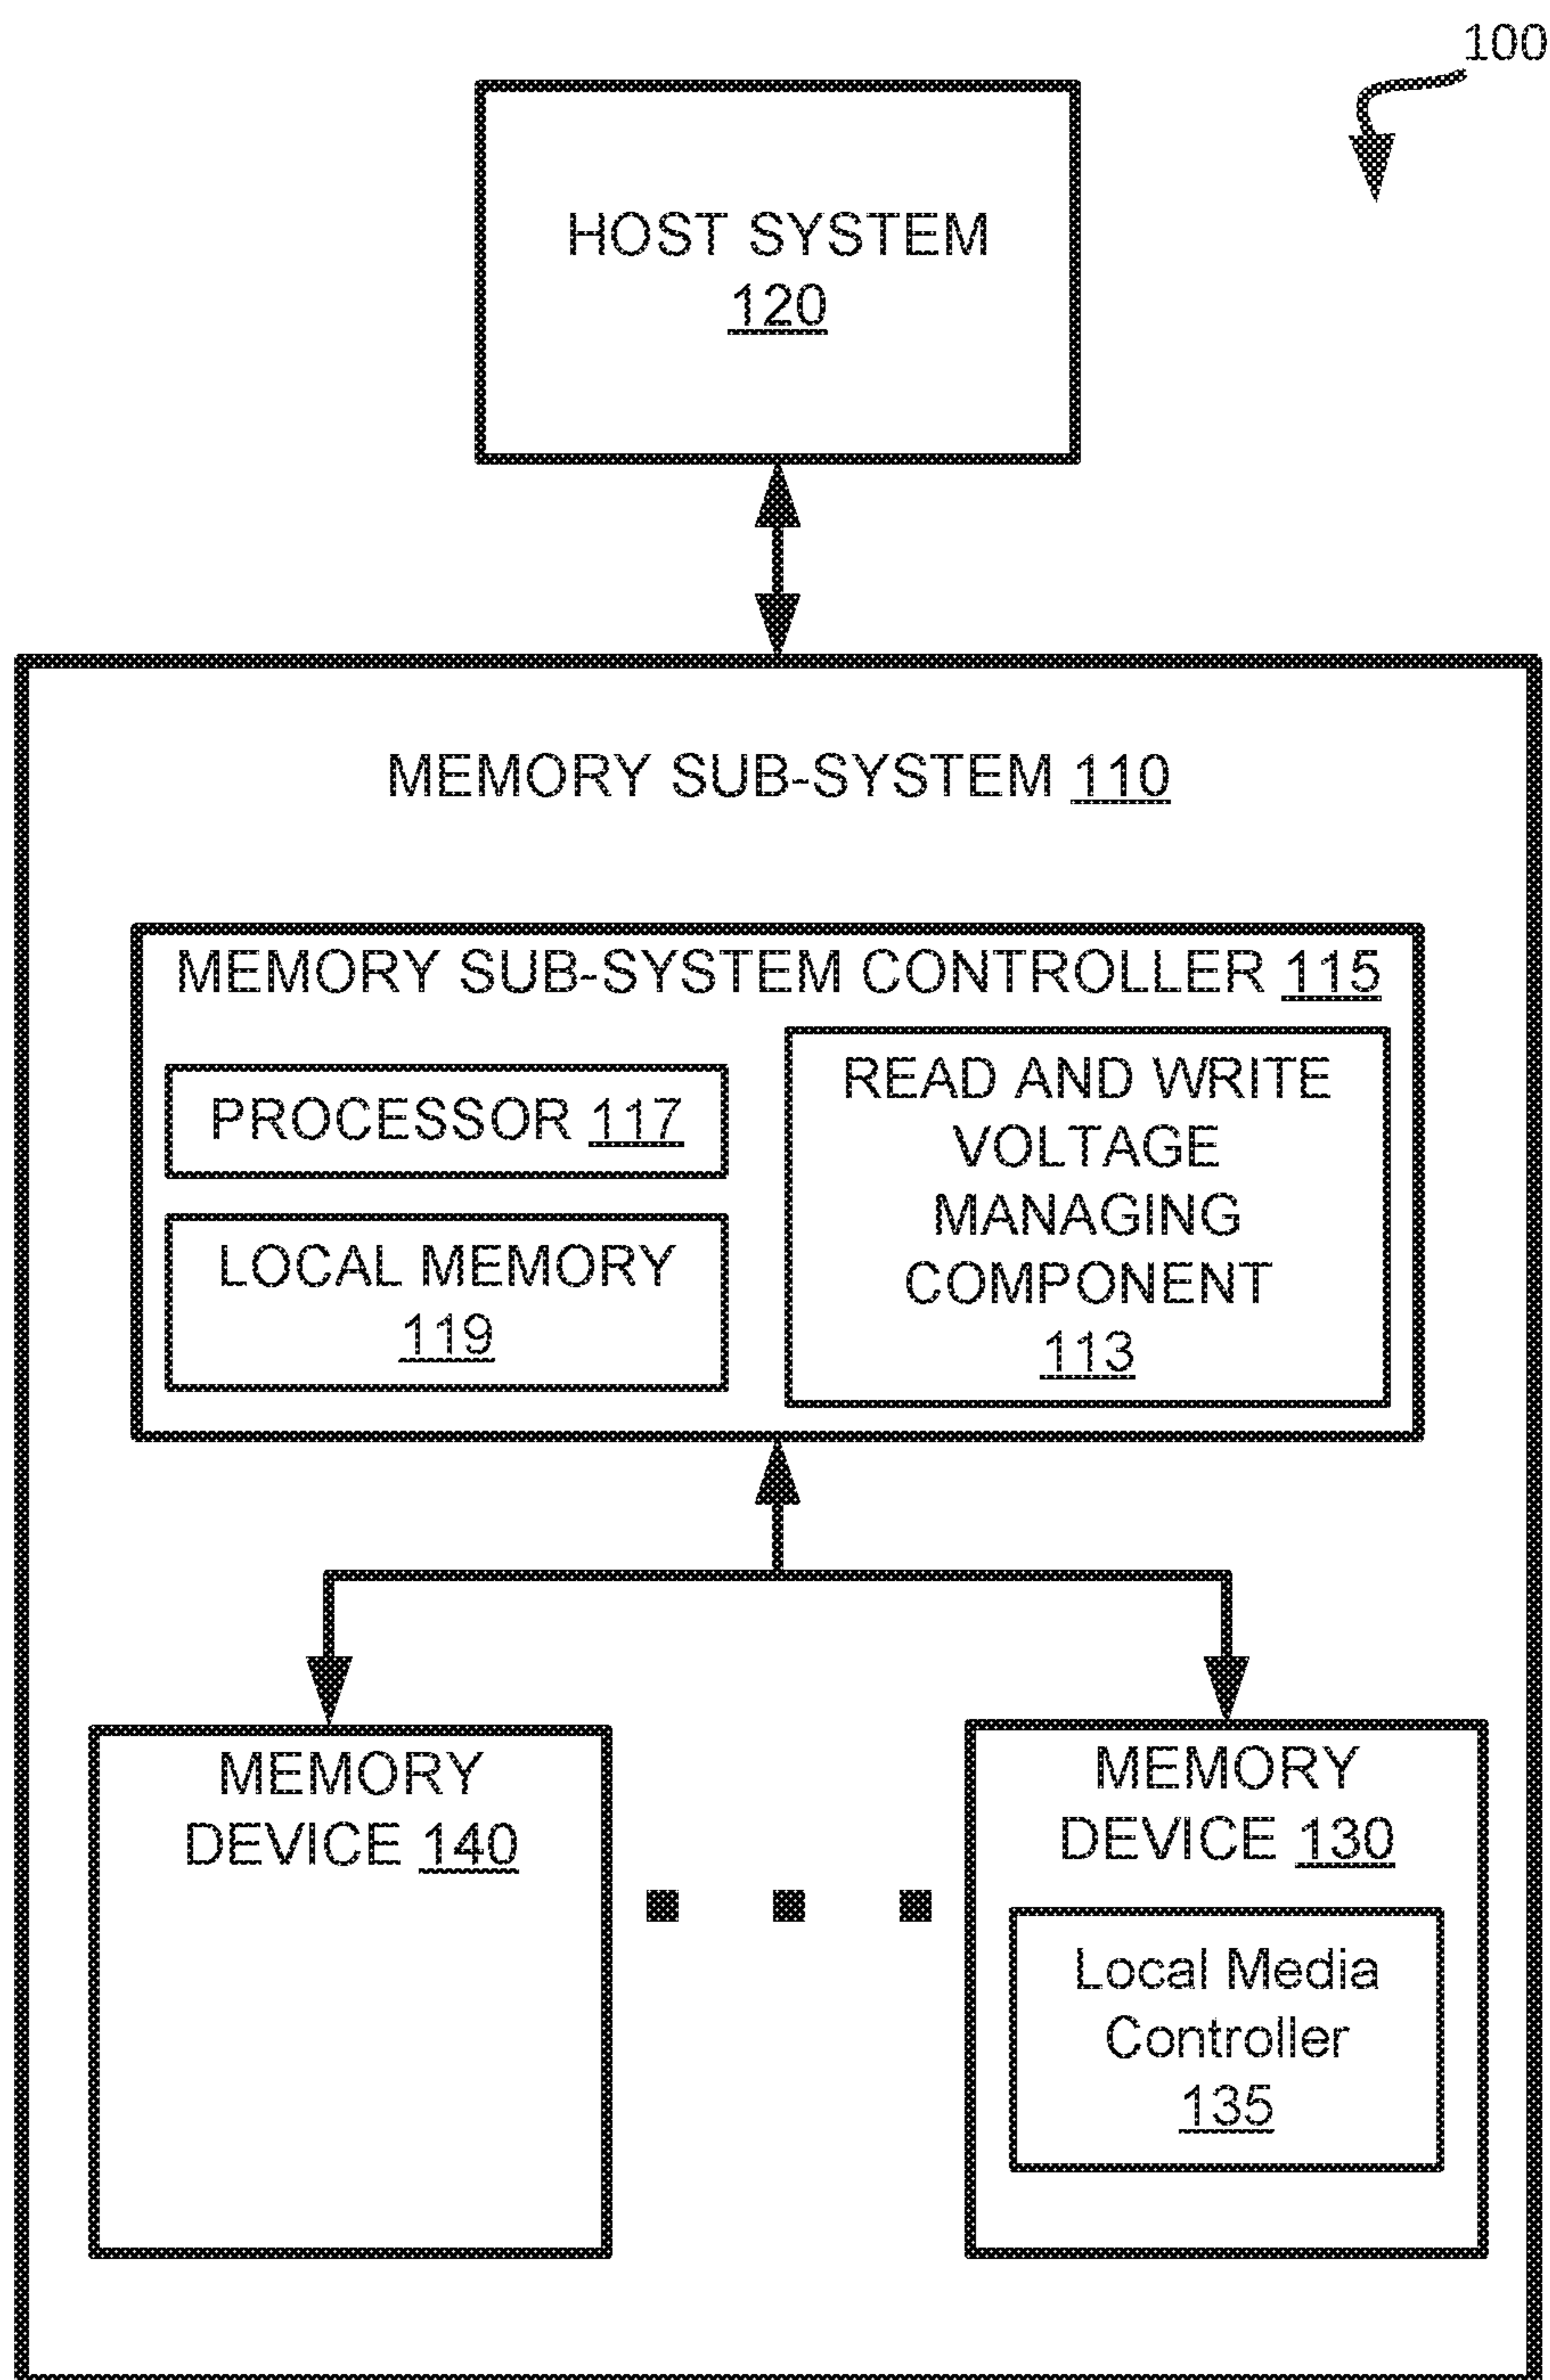 100
HOST SYSTEM
120
MEMORY SUB-SYSTEM 110
MEMORY SUB-SYSTEM CONTROLLER 115
PROCESSOR 117
LOCAL MEMORY
119
READ AND WRITE
VOLTAGE
MANAGING
COMPONENT
113
MEMORY
DEVICE 140
MEMORY
DEVICE 130
Local Media
Controller
135